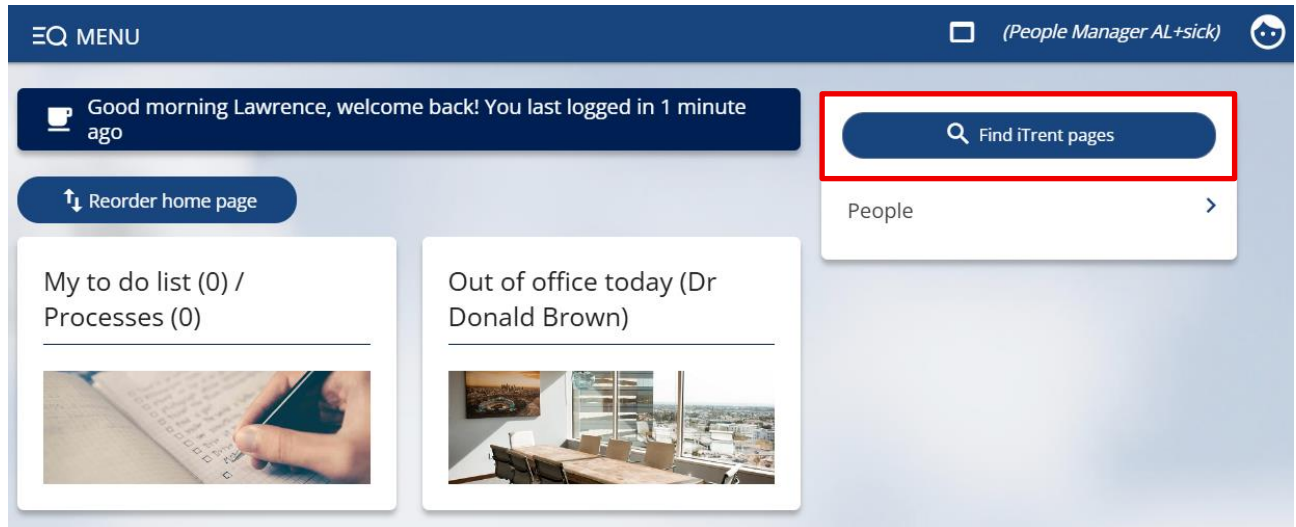 MENU
(People Manager AL+sick)
Good morning Lawrence, welcome back! You last logged in 1 minute
ago
Find iTrent pages
Reorder home page
People
My to do list (0) /
Processes (0)
Out of office today (Dr
Donald Brown)